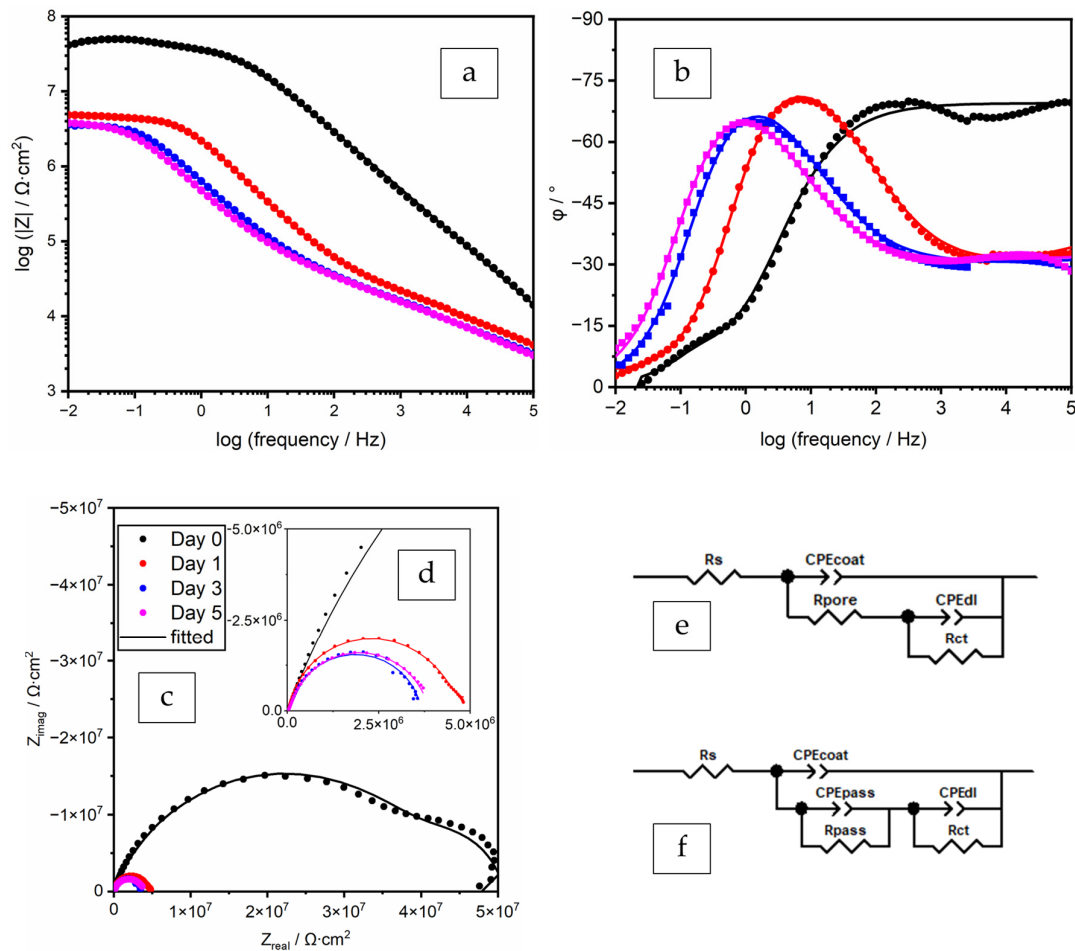 8
7
6
5
4
3
log (|Z| / Ω·cm²)
−2
−1
0
1
2
3
4
5
log (frequency / Hz)
a
−90
−75
−60
−45
−30
−15
0
φ / °
−2
−1
0
1
2
3
4
5
log (frequency / Hz)
b
−5×10⁷
−4×10⁷
−3×10⁷
−2×10⁷
−1×10⁷
0
Z_imag / Ω·cm²
0
1×10⁷
2×10⁷
3×10⁷
4×10⁷
5×10⁷
Z_real / Ω·cm²
Day 0
Day 1
Day 3
Day 5
fitted
c
-5.0×10⁶
-2.5×10⁶
0.0
0.0
2.5×10⁶
5.0×10⁶
d
Rs
CPEcoat
Rpore
CPEdl
Rct
e
Rs
CPEcoat
CPEpass
CPEdl
Rpass
Rct
f